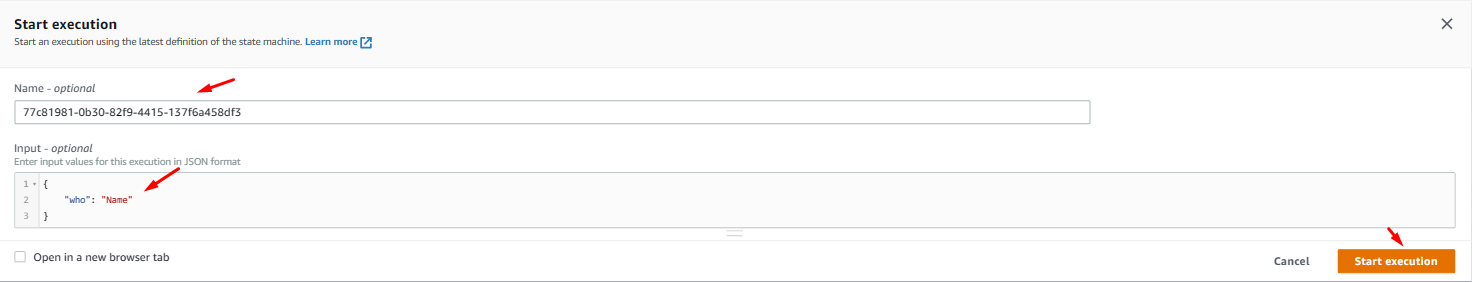 Start execution
Start an execution using the latest definition of the state machine. Learn more
Name - optional
77c81981-0b30-82f9-4415-137f6a458df3
Input - optional
Enter input values for this execution in JSON format
1 {
2 "who": "Name"
3 }
Open in a new browser tab
Cancel
Start execution